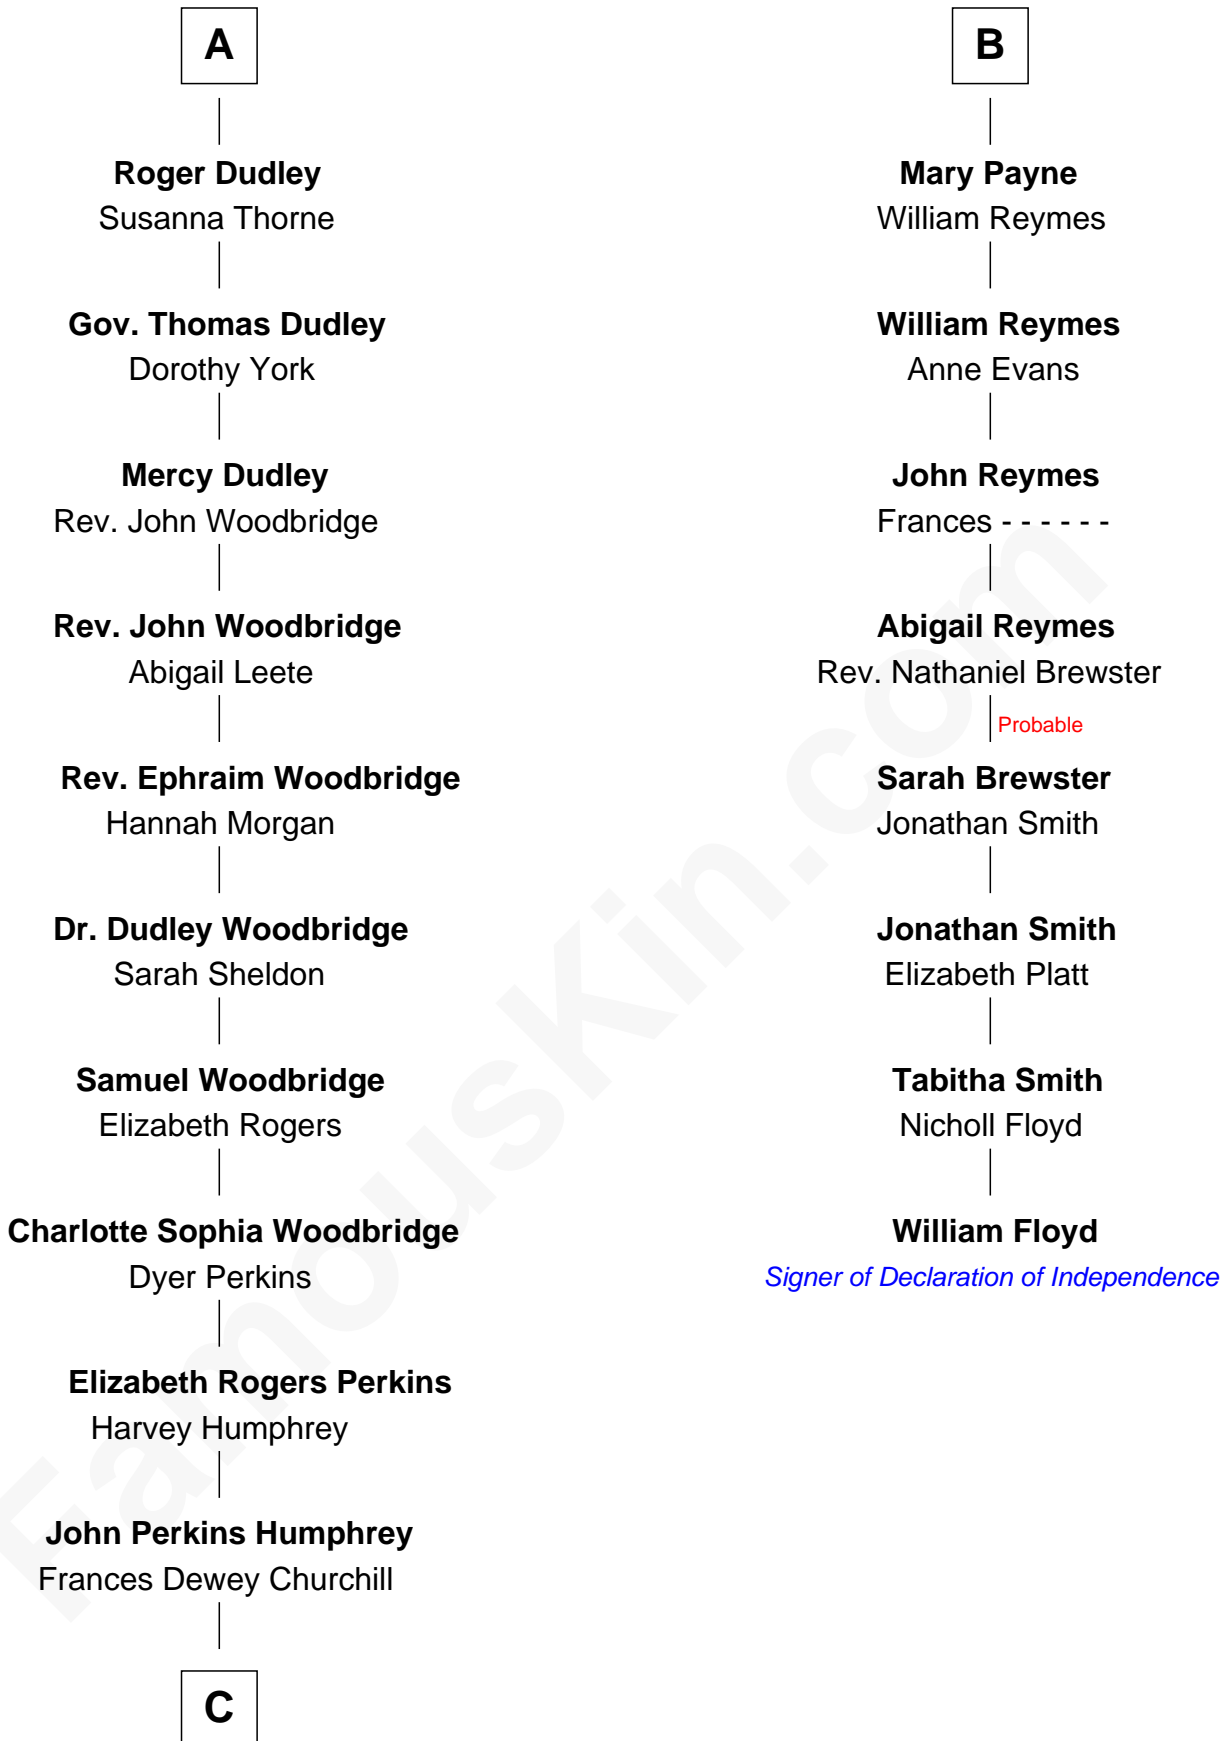 A
Roger Dudley
Susanna Thorne
Gov. Thomas Dudley
Dorothy York
Mercy Dudley
Rev. John Woodbridge
Rev. John Woodbridge
Abigail Leete
Rev. Ephraim Woodbridge
Hannah Morgan
Dr. Dudley Woodbridge
Sarah Sheldon
Samuel Woodbridge
Elizabeth Rogers
Charlotte Sophia Woodbridge
Dyer Perkins
Elizabeth Rogers Perkins
Harvey Humphrey
John Perkins Humphrey
Frances Dewey Churchill
C
B
Mary Payne
William Reymes
William Reymes
Anne Evans
John Reymes
Frances - - - - - -
Abigail Reymes
Rev. Nathaniel Brewster
Probable
Sarah Brewster
Jonathan Smith
Jonathan Smith
Elizabeth Platt
Tabitha Smith
Nicholl Floyd
William Floyd
Signer of Declaration of Independence
FamousKin.com